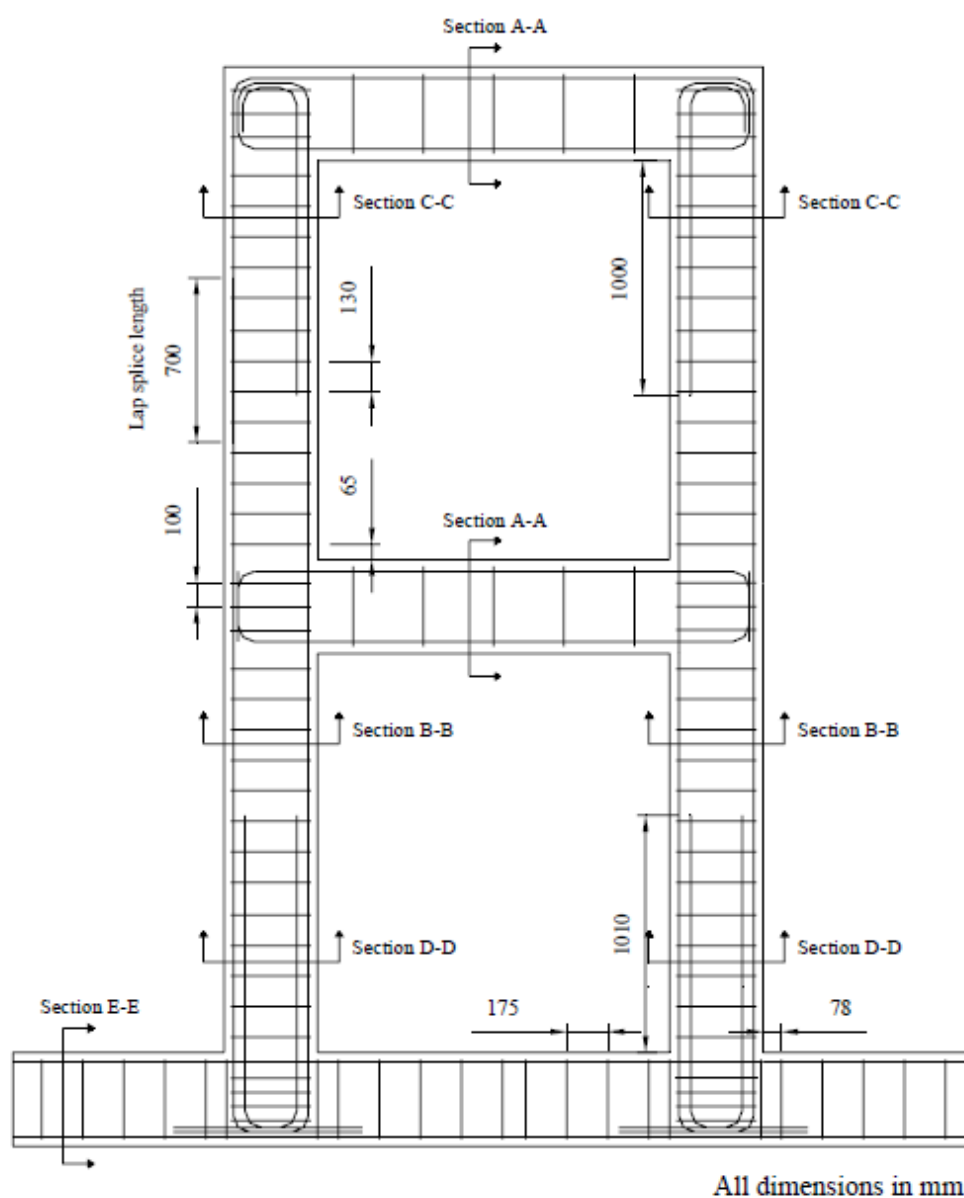 Section A-A
Section C-C
Section C-C
1000
130
Lap splice length
700
65
100
Section A-A
Section B-B
Section B-B
1010
Section D-D
Section D-D
Section E-E
175
78
All dimensions in mm